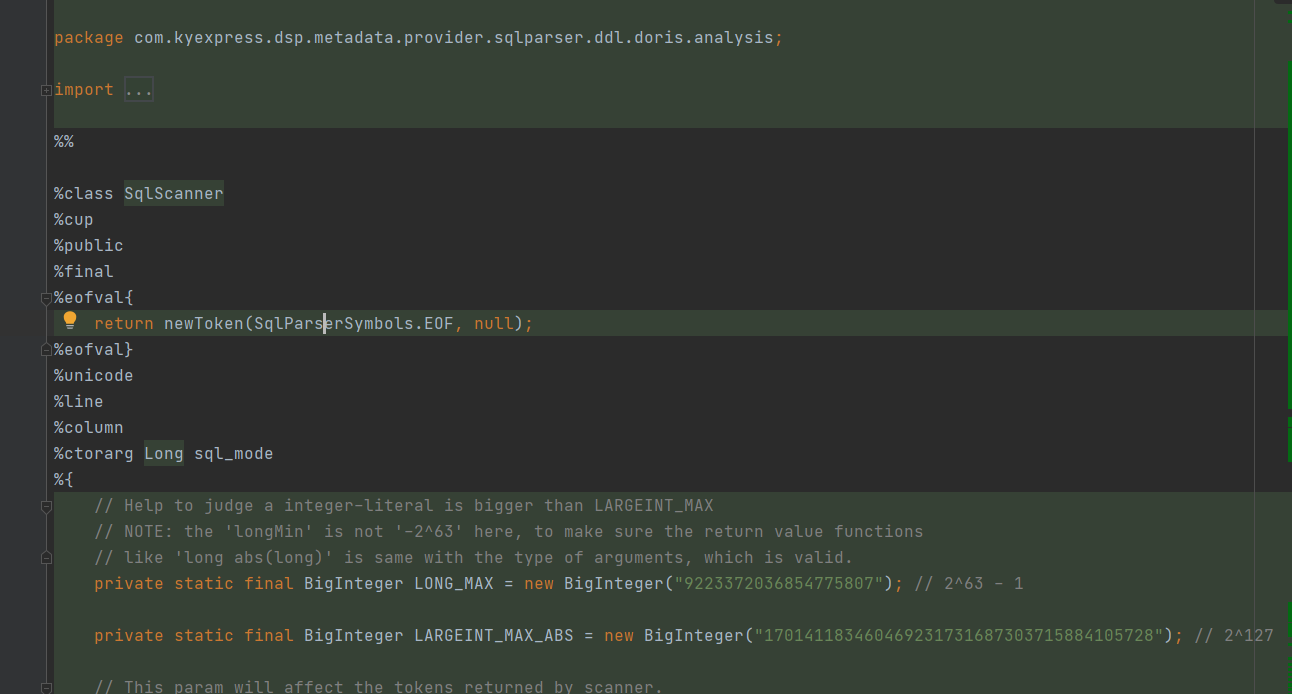 package com.kyexpress.dsp.metadata.provider.sqlparser.ddl.doris.analysis;
import ...
%%
%class SqlScanner
%cup
%public
%final
%eofval{
return newToken(SqlParserSymbols.EOF, null);
%eofval}
%unicode
%line
%column
%ctorarg Long sql_mode
%{
// Help to judge a integer-literal is bigger than LARGEINT_MAX
// NOTE: the 'longMin' is not '-2^63' here, to make sure the return value functions
// like 'long abs(long)' is same with the type of arguments, which is valid.
private static final BigInteger LONG_MAX = new BigInteger("9223372036854775807"); // 2^63 - 1
private static final BigInteger LARGEINT_MAX_ABS = new BigInteger("170141183460469231731687303715884105728"); // 2^127
// This param will affect the tokens returned by scanner.